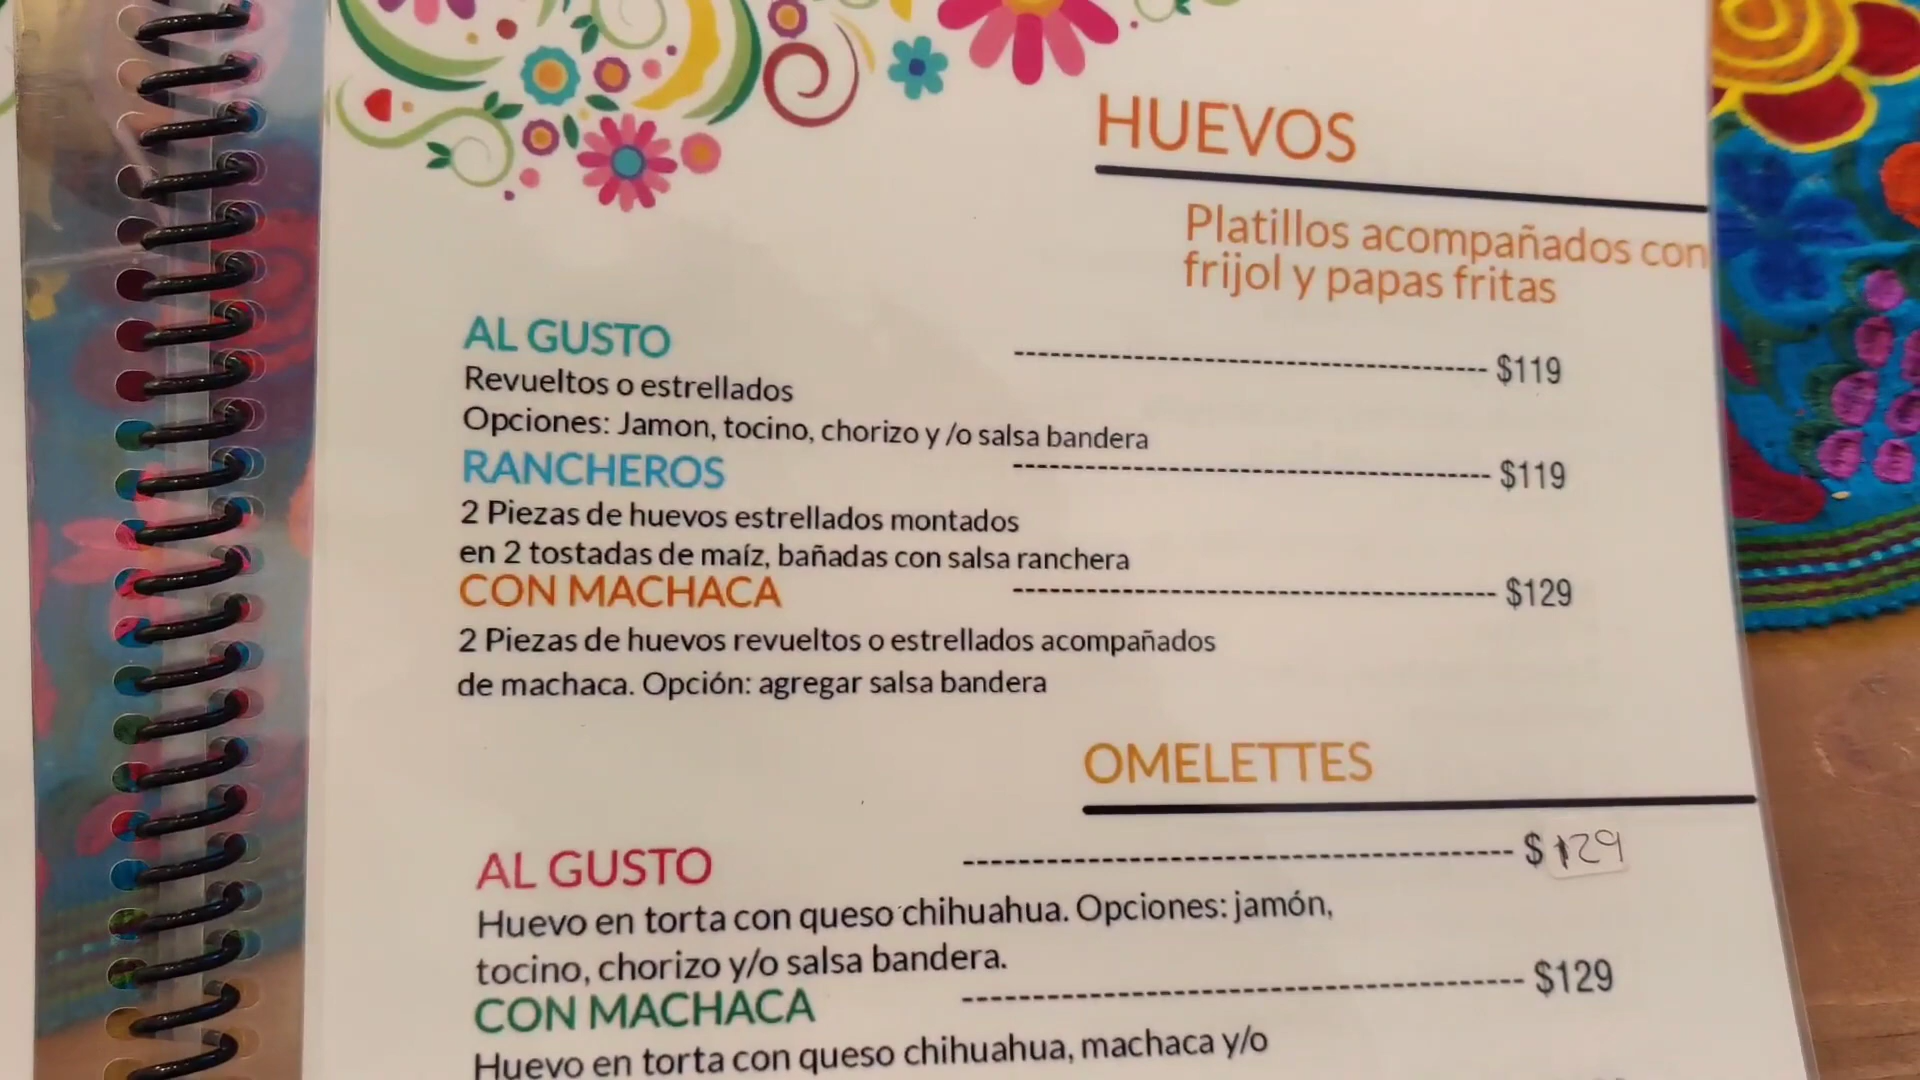 HUEVOS
Platillos acompañados con
frijol y papas fritas
AL GUSTO
$119
Revueltos o estrellados
Opciones: Jamon, tocino, chorizo y /o salsa bandera
RANCHEROS
$119
2 Piezas de huevos estrellados montados
en 2 tostadas de maíz, bañadas con salsa ranchera
CON MACHACA
$129
2 Piezas de huevos revueltos o estrellados acompañados
de machaca. Opción: agregar salsa bandera
OMELETTES
AL GUSTO
$129
Huevo en torta con queso chihuahua. Opciones: jamón,
tocino, chorizo y/o salsa bandera.
CON MACHACA
$129
Huevo en torta con queso chihuahua, machaca y/o